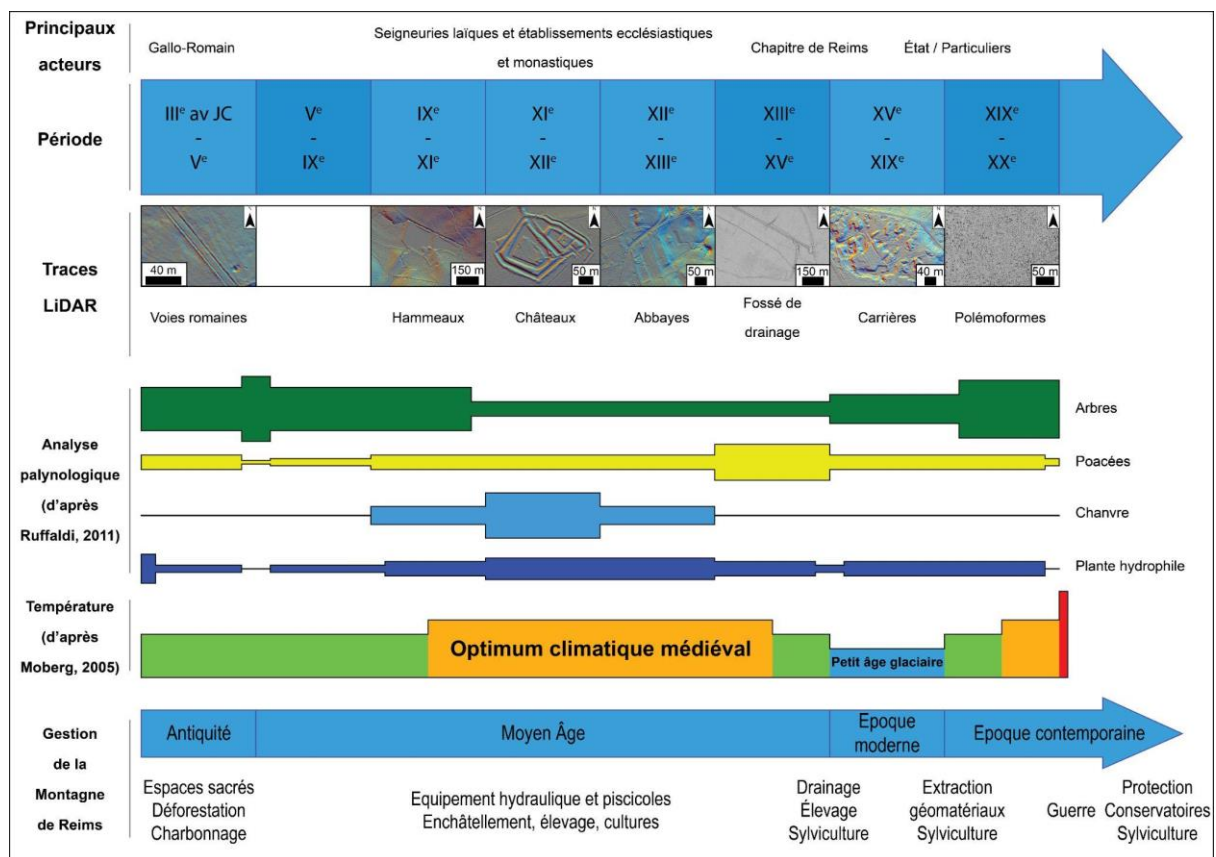 Principaux
acteurs
Gallo-Romain
Seigneuries laïques et établissements ecclésiastiques
et monastiques
Chapitre de Reims
État / Particuliers
Période
IIIᵉ av JC
-
Vᵉ
Vᵉ
-
IXᵉ
IXᵉ
-
XIᵉ
XIᵉ
-
XIIᵉ
XIIᵉ
-
XIIIᵉ
XIIIᵉ
-
XVᵉ
XVᵉ
-
XIXᵉ
XIXᵉ
-
XXᵉ
Traces
LiDAR
40 m
150 m
50 m
50 m
150 m
40 m
50 m
Voies romaines
Hammeaux
Châteaux
Abbayes
Fossé de
drainage
Carrières
Polémoformes
Analyse
palynologique
(d'après
Ruffaldi, 2011)
Arbres
Poacées
Chanvre
Plante hydrophile
Température
(d'après
Moberg, 2005)
Optimum climatique médiéval
Petit âge glaciaire
Gestion
de la
Montagne
de Reims
Antiquité
Moyen Âge
Epoque
moderne
Epoque contemporaine
Espaces sacrés
Déforestation
Charbonnage
Equipement hydraulique et piscicoles
Enchâtellement, élevage, cultures
Drainage
Élevage
Sylviculture
Extraction
géomatériaux
Sylviculture
Guerre
Protection
Conservatoires
Sylviculture